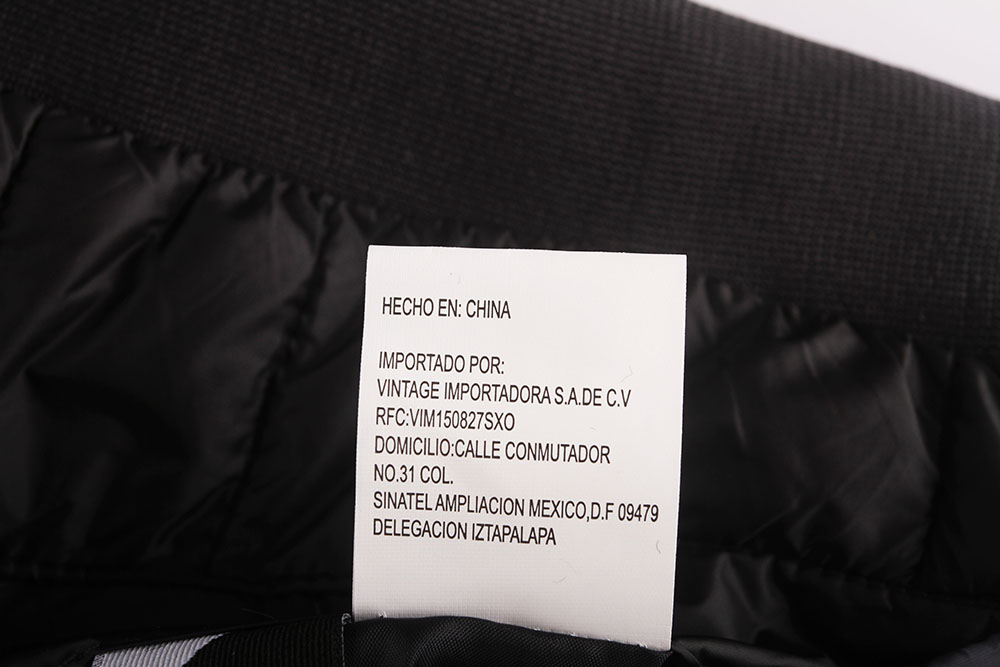 HECHO EN: CHINA
IMPORTADO POR:
VINTAGE IMPORTADORA S.A.DE C.V
RFC:VIM150827SXO
DOMICILIO:CALLE CONMUTADOR
NO.31 COL.
SINATEL AMPLIACION MEXICO,D.F 09479
DELEGACION IZTAPALAPA